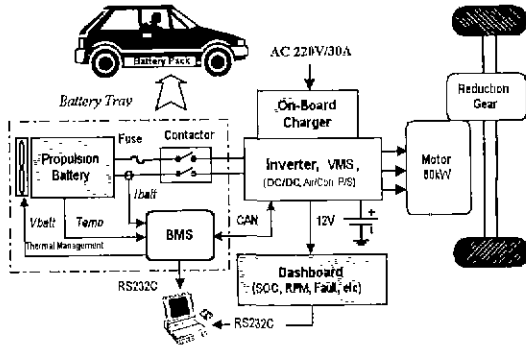 Battery Pack
AC 220V/30A
Battery Tray
On-Board
Charger
Reduction
Gear
Fuse
Contactor
Propulsion
Battery
Inverter, VMS,
(DC/DC, Air/Con, P/S)
Motor
60kW
Ibatt
Vbatt
Temp
CAN
12V
Thermal Management
BMS
Dashboard
(SOC, RPM, Fault, etc)
RS232C
RS232C